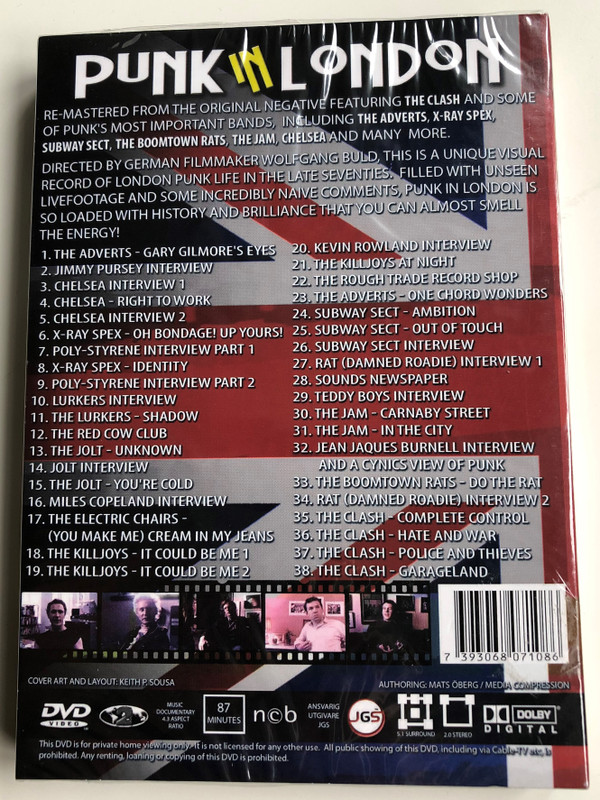 PUNK IN LONDON
RE-MASTERED FROM THE ORIGINAL NEGATIVE FEATURING THE CLASH AND SOME
OF PUNK'S MOST IMPORTANT BANDS, INCLUDING THE ADVERTS, X-RAY SPEX,
SUBWAY SECT, THE BOOMTOWN RATS, THE JAM, CHELSEA AND MANY MORE.
DIRECTED BY GERMAN FILMMAKER WOLFGANG BULD, THIS IS A UNIQUE VISUAL
RECORD OF LONDON PUNK LIFE IN THE LATE SEVENTIES. FILLED WITH UNSEEN
LIVEFOOTAGE AND SOME INCREDIBLY NAIVE COMMENTS, PUNK IN LONDON IS
SO LOADED WITH HISTORY AND BRILLIANCE THAT YOU CAN ALMOST SMELL
THE ENERGY!
1. THE ADVERTS - GARY GILMORE'S EYES
2. JIMMY PURSEY INTERVIEW
3. CHELSEA INTERVIEW 1
4. CHELSEA - RIGHT TO WORK
5. CHELSEA INTERVIEW 2
6. X-RAY SPEX - OH BONDAGE! UP YOURS!
7. POLY-STYRENE INTERVIEW PART 1
8. X-RAY SPEX - IDENTITY
9. POLY-STYRENE INTERVIEW PART 2
10. LURKERS INTERVIEW
11. THE LURKERS - SHADOW
12. THE RED COW CLUB
13. THE JOLT - UNKNOWN
14. JOLT INTERVIEW
15. THE JOLT - YOU'RE COLD
16. MILES COPELAND INTERVIEW
17. THE ELECTRIC CHAIRS -
(YOU MAKE ME) CREAM IN MY JEANS
18. THE KILLJOYS - IT COULD BE ME 1
19. THE KILLJOYS - IT COULD BE ME 2
20. KEVIN ROWLAND INTERVIEW
21. THE KILLJOYS AT NIGHT
22. THE ROUGH TRADE RECORD SHOP
23. THE ADVERTS - ONE CHORD WONDERS
24. SUBWAY SECT - AMBITION
25. SUBWAY SECT - OUT OF TOUCH
26. SUBWAY SECT INTERVIEW
27. RAT (DAMNED ROADIE) INTERVIEW 1
28. SOUNDS NEWSPAPER
29. TEDDY BOYS INTERVIEW
30. THE JAM - CARNABY STREET
31. THE JAM - IN THE CITY
32. JEAN JAQUES BURNELL INTERVIEW
AND A CYNICS VIEW OF PUNK
33. THE BOOMTOWN RATS - DO THE RAT
34. RAT (DAMNED ROADIE) INTERVIEW 2
35. THE CLASH - COMPLETE CONTROL
36. THE CLASH - HATE AND WAR
37. THE CLASH - POLICE AND THIEVES
38. THE CLASH - GARAGELAND
7 393068 071086
COVER ART AND LAYOUT: KEITH P. SOUSA
AUTHORING: MATS ÖBERG / MEDIA COMPRESSION
DVD
VIDEO
MUSIC
DOCUMENTARY
4.3 ASPECT
RATIO
87
MINUTES
ncb
ANSVARIG
UTGIVARE
JGS
JGS
5.1 SURROUND
2.0 STEREO
DOLBY
DIGITAL
This DVD is for private home viewing only. It is not licensed for any other use. All public showing of this DVD, including via Cable-TV etc, is
prohibited. Any renting, loaning or copying of this DVD is prohibited.